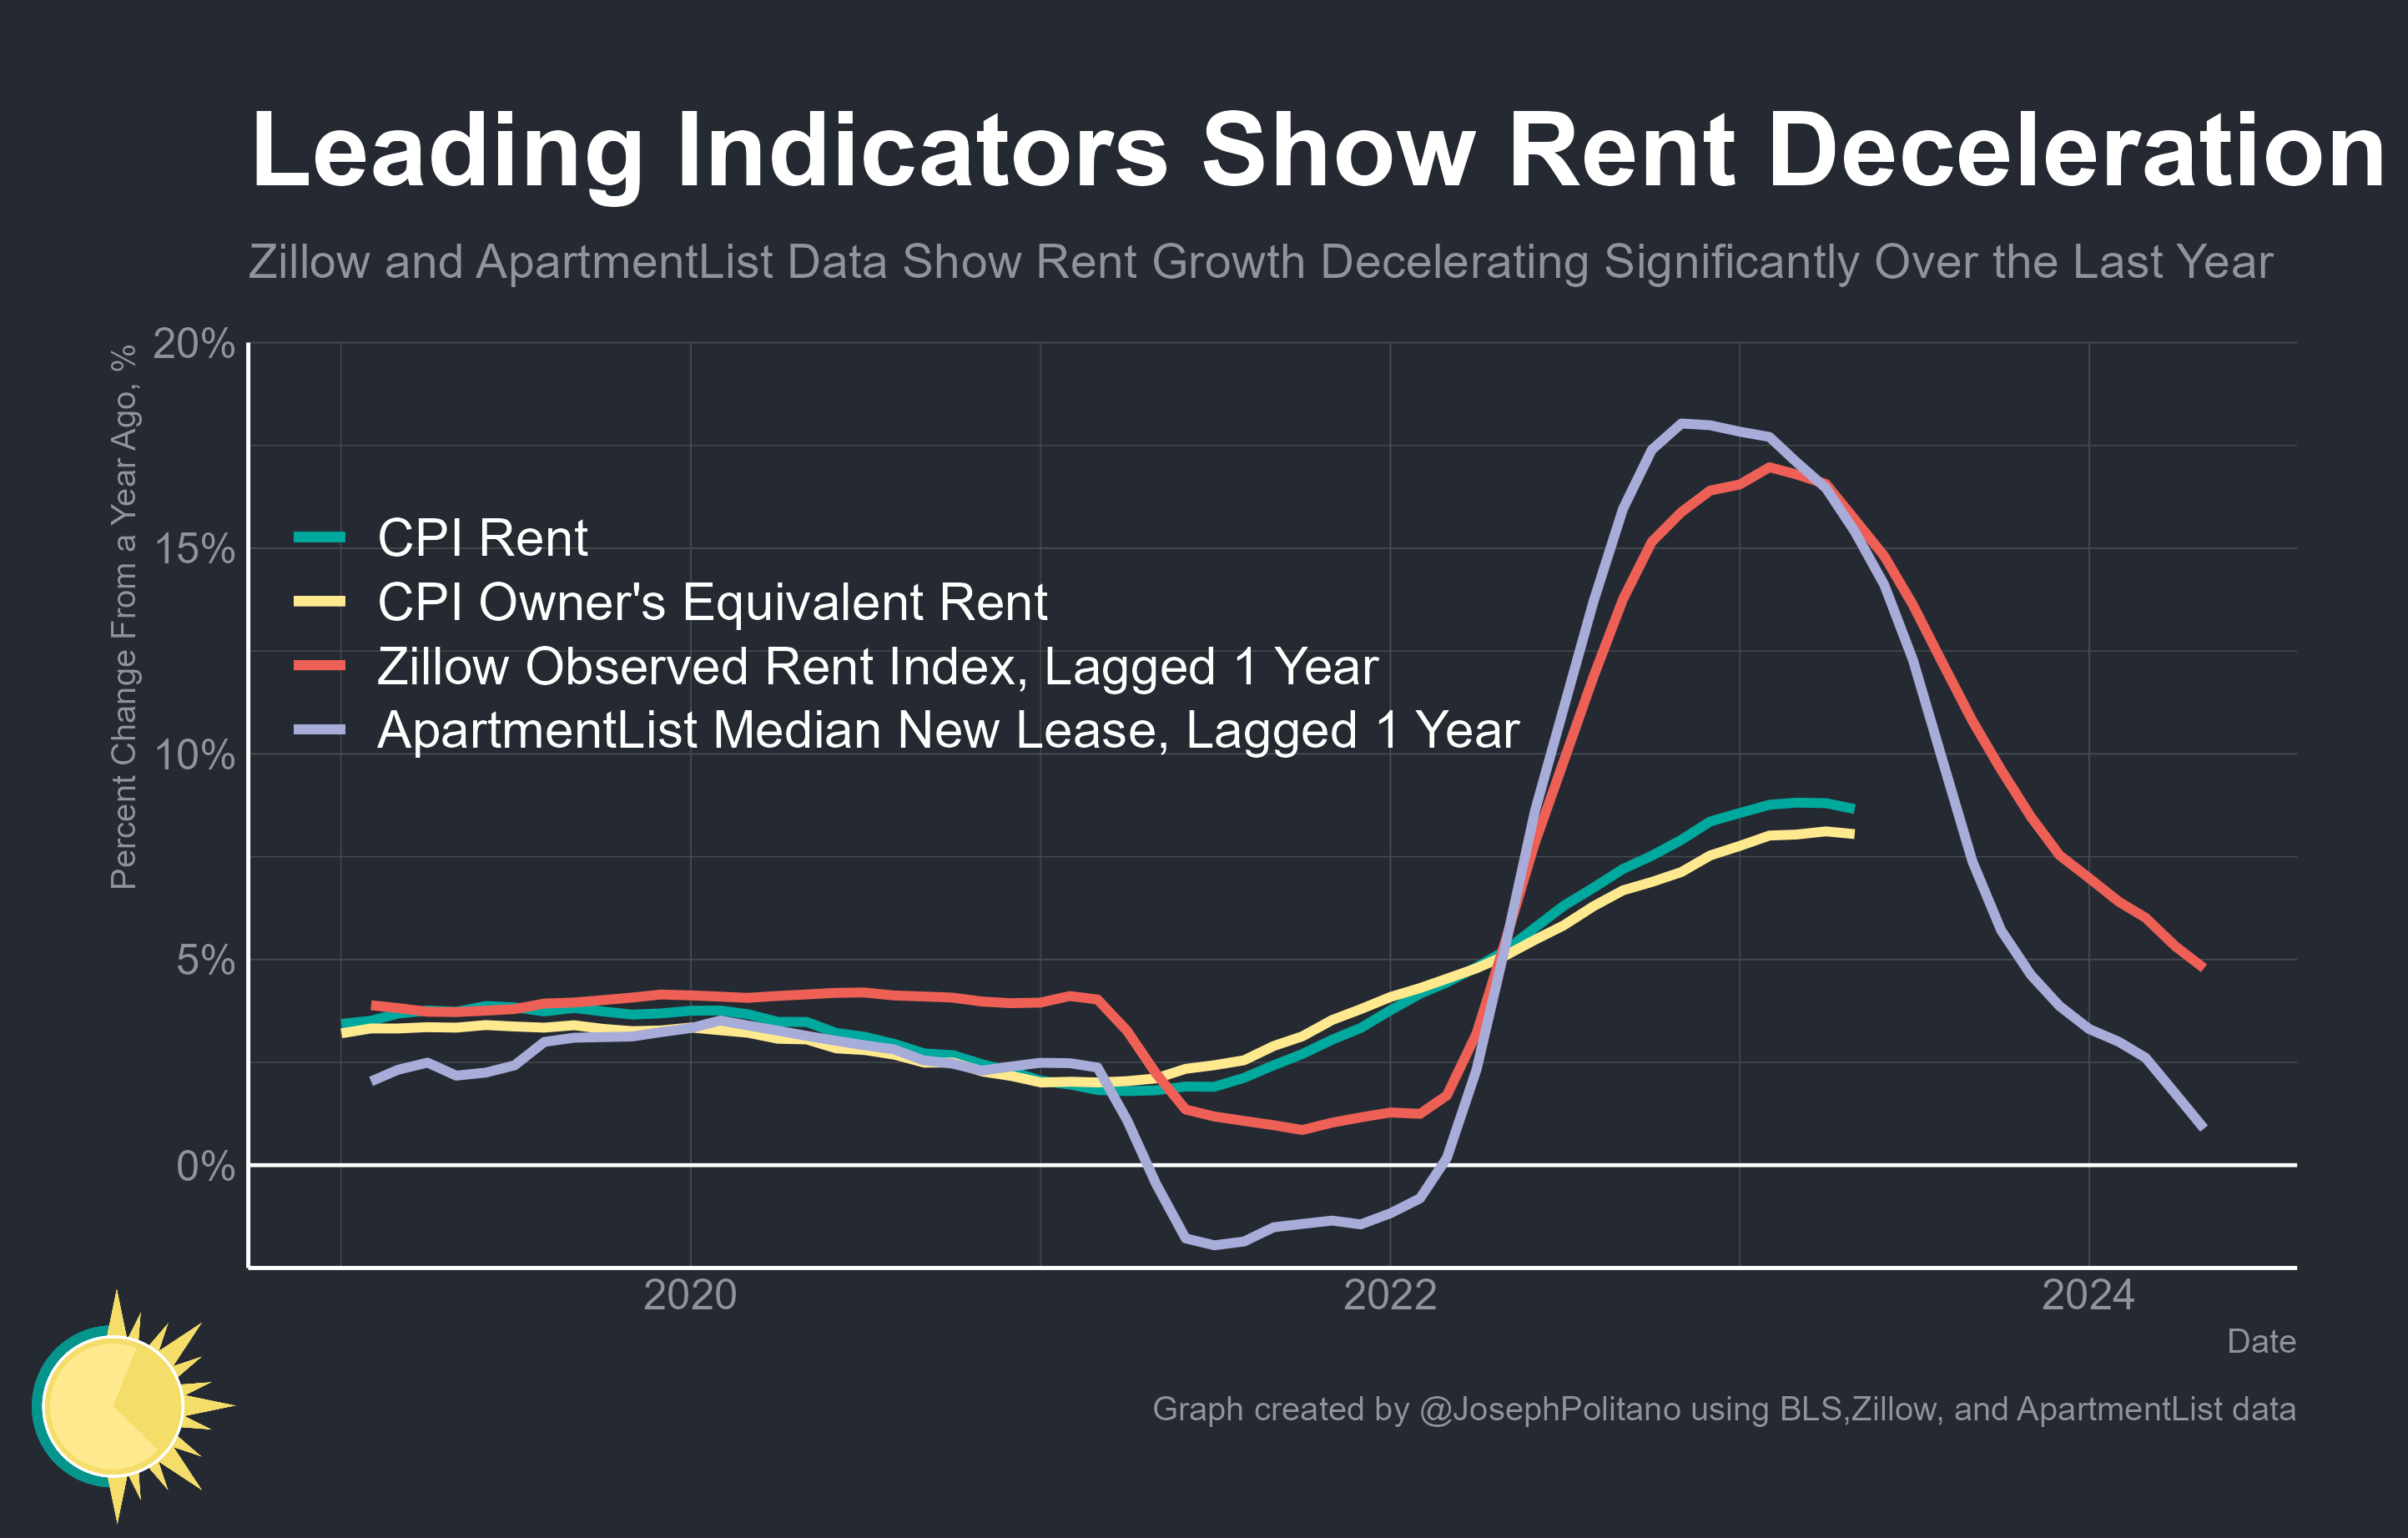 Leading Indicators Show Rent Deceleration
Zillow and ApartmentList Data Show Rent Growth Decelerating Significantly Over the Last Year
Percent Change From a Year Ago, %
20%
15%
10%
5%
0%
CPI Rent
CPI Owner's Equivalent Rent
Zillow Observed Rent Index, Lagged 1 Year
ApartmentList Median New Lease, Lagged 1 Year
2020
2022
2024
Date
Graph created by @JosephPolitano using BLS,Zillow, and ApartmentList data